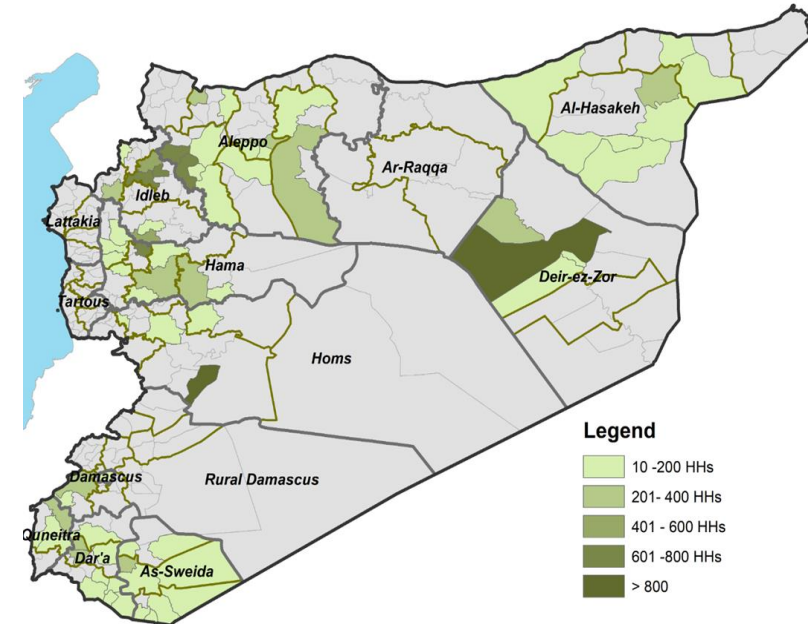 Al-Hasakeh
Aleppo
Ar-Raqqa
Idleb
Lattakia
Hama
Deir-ez-Zor
Tartous
Homs
Legend
10 -200 HHs
201- 400 HHs
401 - 600 HHs
601 -800 HHs
> 800
Damascus
Rural Damascus
Quneitra
Dar'a
As-Sweida